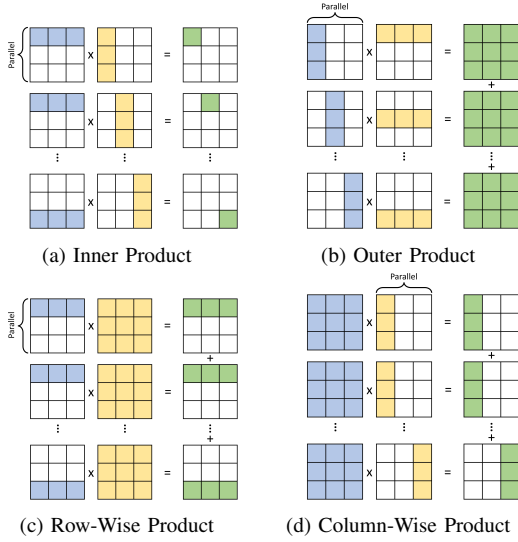 Parallel
x
=
x
=
⋮ ⋮ ⋮
x
=
(a) Inner Product
Parallel
x
=
+
x
=
⋮ ⋮ ⋮
+
x
=
(b) Outer Product
Parallel
x
=
+
x
=
⋮ ⋮ ⋮
+
x
=
(c) Row-Wise Product
Parallel
x
=
+
x
=
⋮ ⋮ ⋮
+
x
=
(d) Column-Wise Product